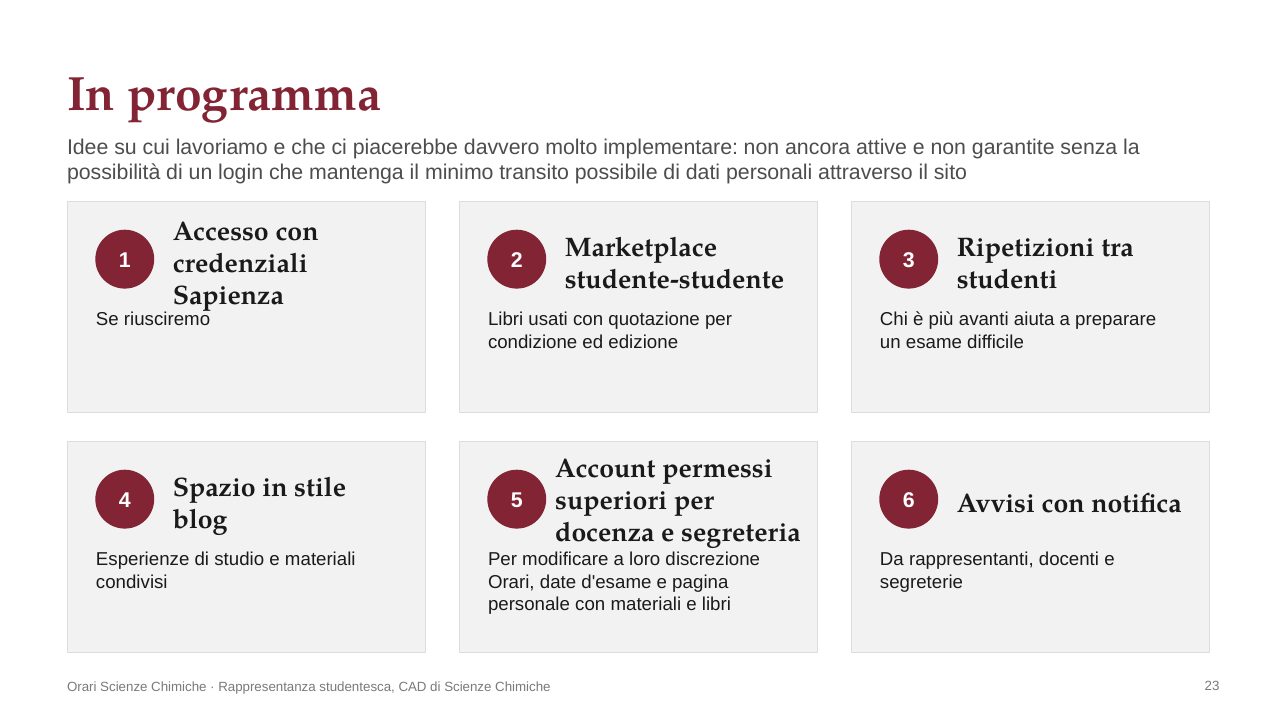 In programma
Idee su cui lavoriamo e che ci piacerebbe davvero molto implementare: non ancora attive e non garantite senza la
possibilità di un login che mantenga il minimo transito possibile di dati personali attraverso il sito
1
Accesso con
credenziali
Sapienza
Se riusciremo
2
Marketplace
studente-studente
Libri usati con quotazione per
condizione ed edizione
3
Ripetizioni tra
studenti
Chi è più avanti aiuta a preparare
un esame difficile
4
Spazio in stile
blog
Esperienze di studio e materiali
condivisi
5
Account permessi
superiori per
docenza e segreteria
Per modificare a loro discrezione
Orari, date d'esame e pagina
personale con materiali e libri
6
Avvisi con notifica
Da rappresentanti, docenti e
segreterie
Orari Scienze Chimiche · Rappresentanza studentesca, CAD di Scienze Chimiche
23